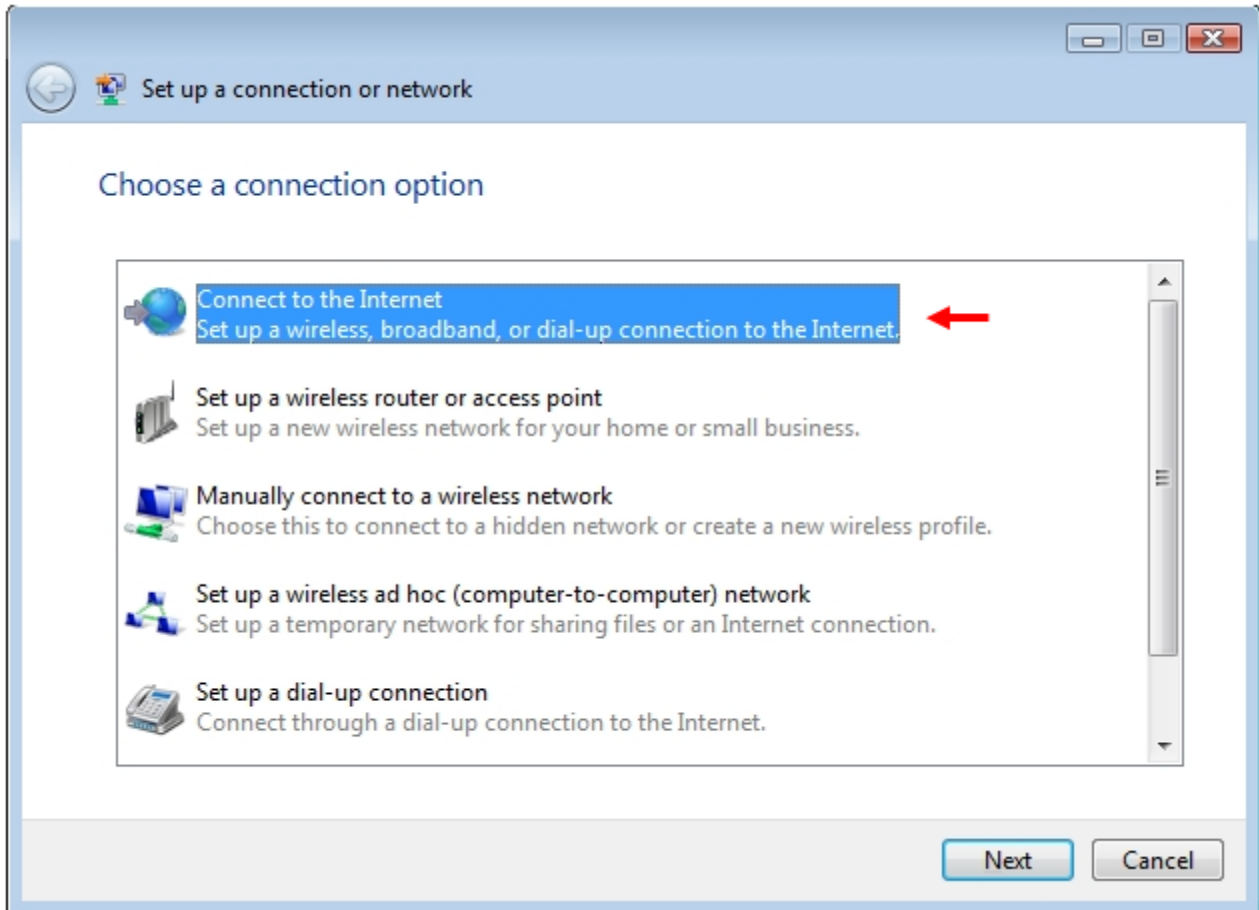 Set up a connection or network
Choose a connection option
Connect to the Internet
Set up a wireless, broadband, or dial-up connection to the Internet.
Set up a wireless router or access point
Set up a new wireless network for your home or small business.
Manually connect to a wireless network
Choose this to connect to a hidden network or create a new wireless profile.
Set up a wireless ad hoc (computer-to-computer) network
Set up a temporary network for sharing files or an Internet connection.
Set up a dial-up connection
Connect through a dial-up connection to the Internet.
Next Cancel